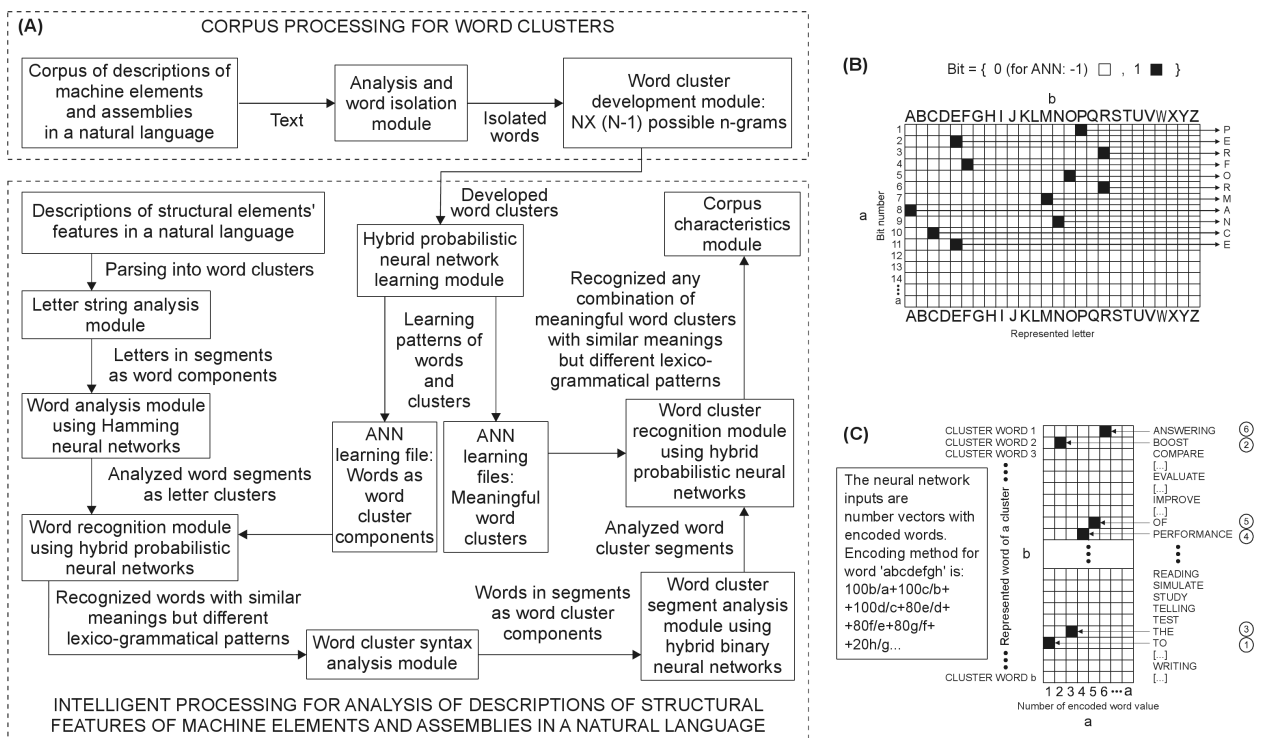 (A)
CORPUS PROCESSING FOR WORD CLUSTERS
Corpus of descriptions of
machine elements
and assemblies
in a natural language
Text
Analysis and
word isolation
module
Isolated
words
Word cluster
development module:
NX (N-1) possible n-grams
Developed
word clusters
Descriptions of structural elements'
features in a natural language
Parsing into word clusters
Letter string analysis
module
Letters in segments
as word components
Word analysis module
using Hamming
neural networks
Analyzed word segments
as letter clusters
Word recognition module
using hybrid probabilistic
neural networks
Recognized words with similar
meanings but different
lexico-grammatical patterns
Hybrid probabilistic
neural network
learning module
Learning
patterns of
words
and
clusters
ANN
learning file:
Words as
word
cluster
components
ANN
learning
files:
Meaningful
word
clusters
Corpus
characteristics
module
Recognized any
combination of
meaningful word clusters
with similar meanings
but different lexico-
grammatical patterns
Word cluster
recognition module
using hybrid
probabilistic neural
networks
Analyzed word
cluster segments
Word cluster syntax
analysis module
Words in segments
as word cluster
components
Word cluster
segment analysis
module using
hybrid binary
neural networks
INTELLIGENT PROCESSING FOR ANALYSIS OF DESCRIPTIONS OF STRUCTURAL
FEATURES OF MACHINE ELEMENTS AND ASSEMBLIES IN A NATURAL LANGUAGE
(B)
Bit = { 0 (for ANN: -1) □ , 1 ■ }
b
ABCDEFGHIJKLMNOPQRSTUVWXYZ
a
Bit number
1
2
3
4
5
6
7
8
9
10
11
12
13
14
a
P
E
R
F
O
R
M
A
N
C
E
ABCDEFGHIJKLMNOPQRSTUVWXYZ
Represented letter
(C)
The neural network
inputs are
number vectors with
encoded words.
Encoding method for
word 'abcdefgh' is:
100b/a+100c/b+
+100d/c+80e/d+
+80f/e+80g/f+
+20h/g...
CLUSTER WORD 1
CLUSTER WORD 2
CLUSTER WORD 3
Represented word of a cluster
b
CLUSTER WORD b
ANSWERING 6
BOOST 2
COMPARE
[...]
EVALUATE
[...]
IMPROVE
[...]
OF 5
PERFORMANCE 4
READING
SIMULATE
STUDY
TELLING
TEST
THE 3
TO 1
[...]
WRITING
[...]
1 2 3 4 5 6 ••• a
Number of encoded word value
a